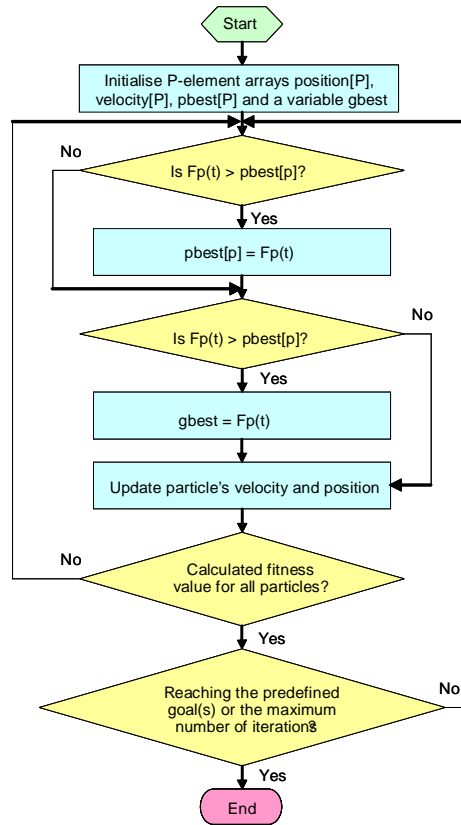 Start
Initialise P-element arrays position[P],
velocity[P], pbest[P] and a variable gbest
No
Is Fp(t) > pbest[p]?
Yes
pbest[p] = Fp(t)
No
Is Fp(t) > pbest[p]?
Yes
gbest = Fp(t)
Update particle's velocity and position
No
Calculated fitness
value for all particles?
Yes
No
Reaching the predefined
goal(s) or the maximum
number of iterations?
Yes
End